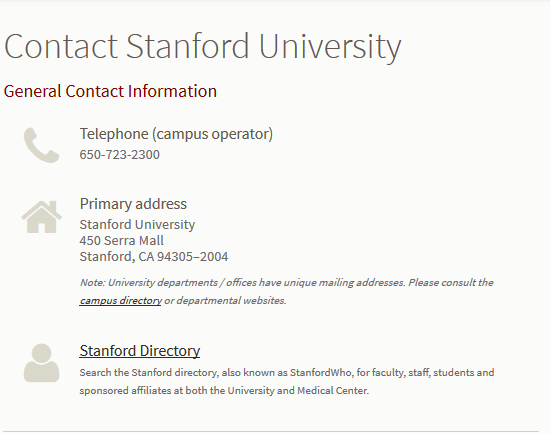 Contact Stanford University
General Contact Information
Telephone (campus operator)
650-723-2300
Primary address
Stanford University
450 Serra Mall
Stanford, CA 94305–2004
Note: University departments / offices have unique mailing addresses. Please consult the
campus directory or departmental websites.
Stanford Directory
Search the Stanford directory, also known as StanfordWho, for faculty, staff, students and
sponsored affiliates at both the University and Medical Center.